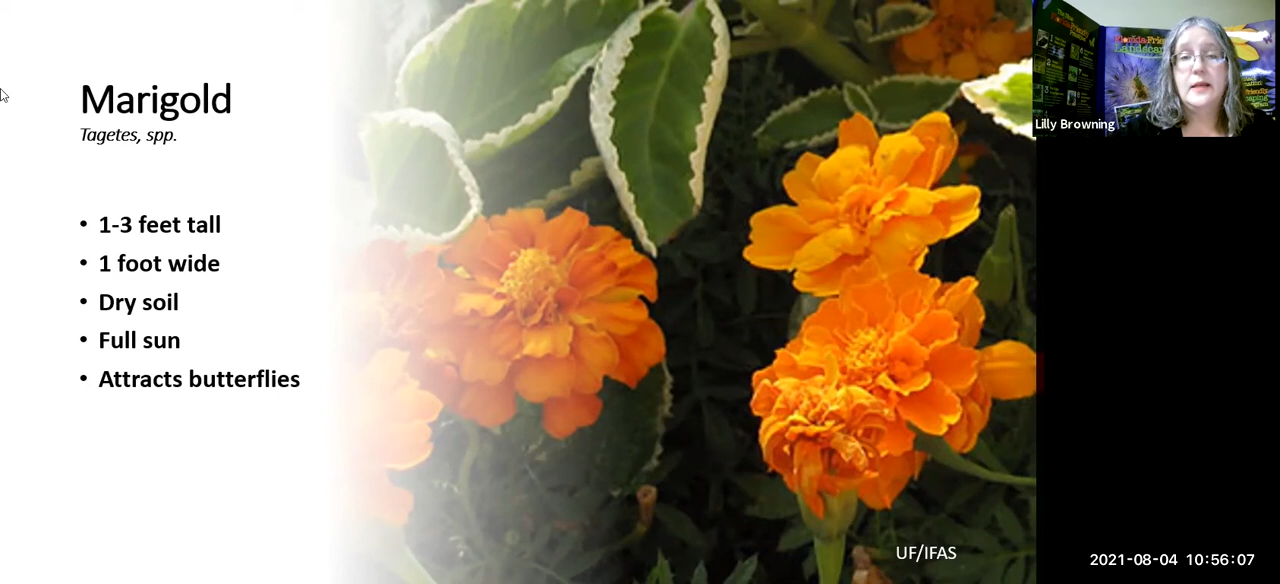 Marigold
Tagetes, spp.
• 1-3 feet tall
• 1 foot wide
• Dry soil
• Full sun
• Attracts butterflies
UF/IFAS
Lilly Browning
2021-08-04 10:56:07